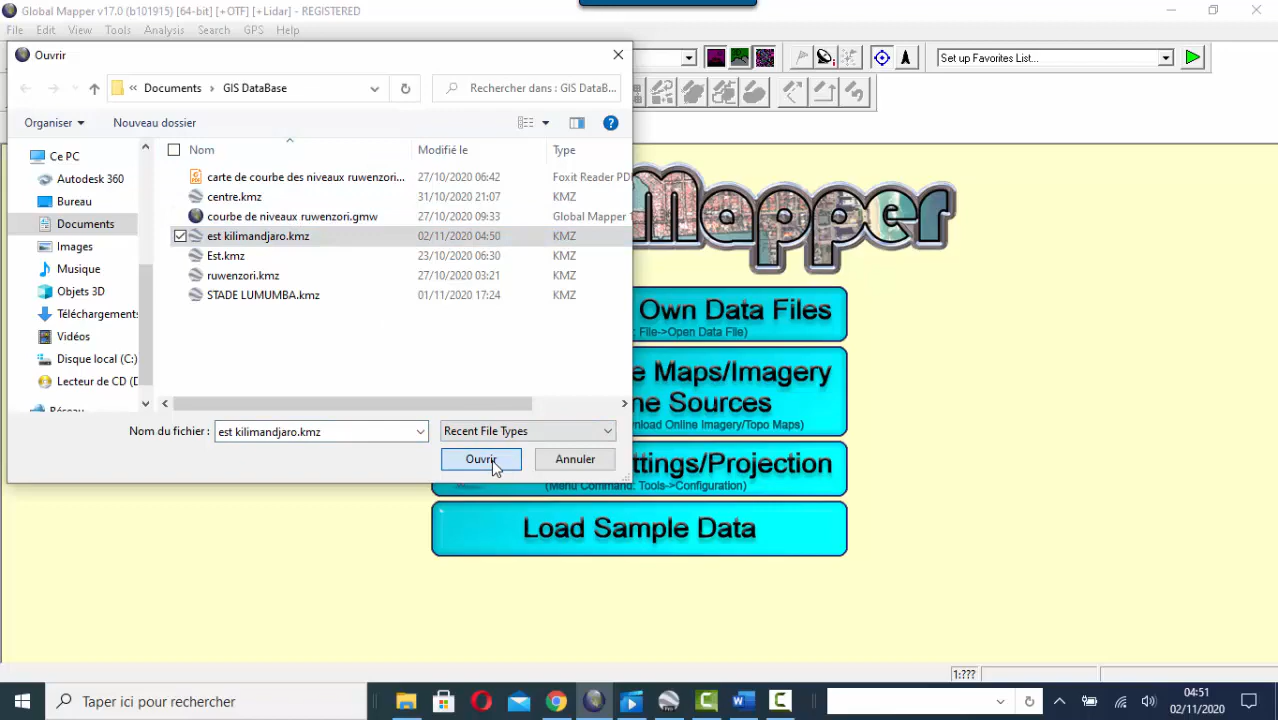 Global Mapper v17.0 (b101915) [64-bit] [+OTF] [+Lidar] - REGISTERED
File Edit View Tools Analysis Search GPS Help
Ouvrir
Set up Favorites List...
« Documents > GIS DataBase
Rechercher dans : GIS DataB...
Organiser Nouveau dossier
Nom Modifié le Type
Ce PC
Autodesk 360
Bureau
Documents
Images
Musique
Objets 3D
Téléchargements
Vidéos
Disque local (C:)
Lecteur de CD (D
Réseau
carte de courbe des niveaux ruwenzori... 27/10/2020 06:42 Foxit Reader PD
centre.kmz 31/10/2020 21:07 KMZ
courbe de niveaux ruwenzori.gmw 27/10/2020 09:33 Global Mapper
est kilimandjaro.kmz 02/11/2020 04:50 KMZ
Est.kmz 23/10/2020 06:30 KMZ
ruwenzori.kmz 27/10/2020 03:21 KMZ
STADE LUMUMBA.kmz 01/11/2020 17:24 KMZ
Nom du fichier : est kilimandjaro.kmz Recent File Types
Ouvrir Annuler
Mapper
Own Data Files
: File->Open Data File)
e Maps/Imagery
ne Sources
nload Online Imagery/Topo Maps)
ttings/Projection
(Menu Command: Tools->Configuration)
Load Sample Data
1:???
Taper ici pour rechercher
04:51
02/11/2020